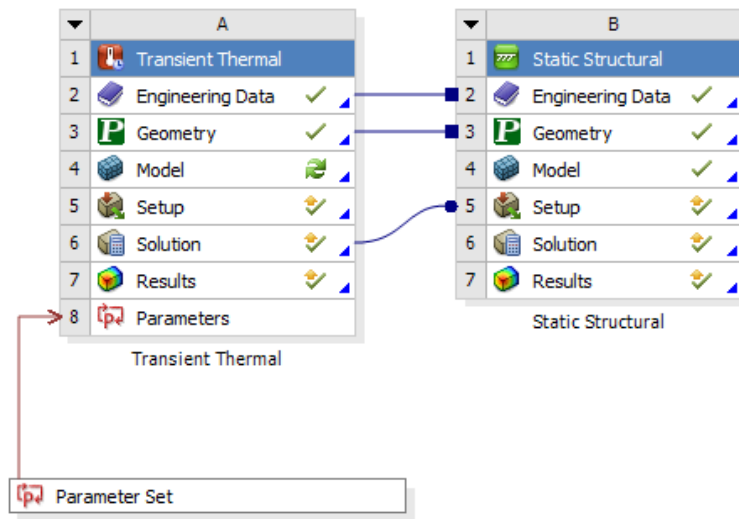 A
1 Transient Thermal
2 Engineering Data
3 P Geometry
4 Model
5 Setup
6 Solution
7 Results
8 p Parameters
Transient Thermal
B
1 Static Structural
2 Engineering Data
3 P Geometry
4 Model
5 Setup
6 Solution
7 Results
Static Structural
p Parameter Set